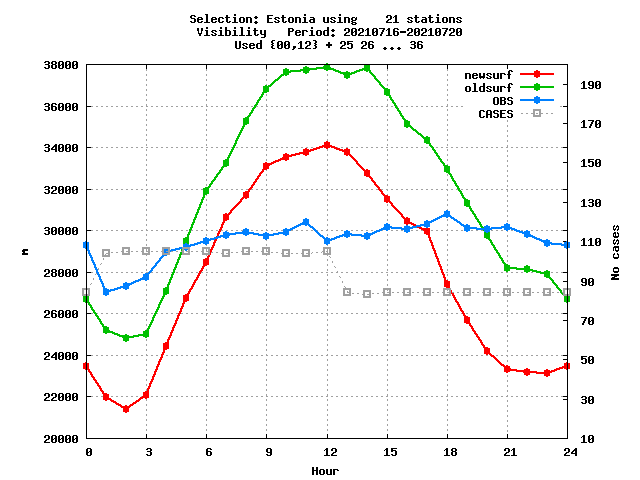 Selection: Estonia using    21 stations
Visibility   Period: 20210716-20210720
Used {00,12} + 25 26 ... 36
newsurf
oldsurf
OBS
CASES
38000
36000
34000
32000
30000
28000
26000
24000
22000
20000
m
190
170
150
130
110
90
70
50
30
10
No cases
0 3 6 9 12 15 18 21 24
Hour